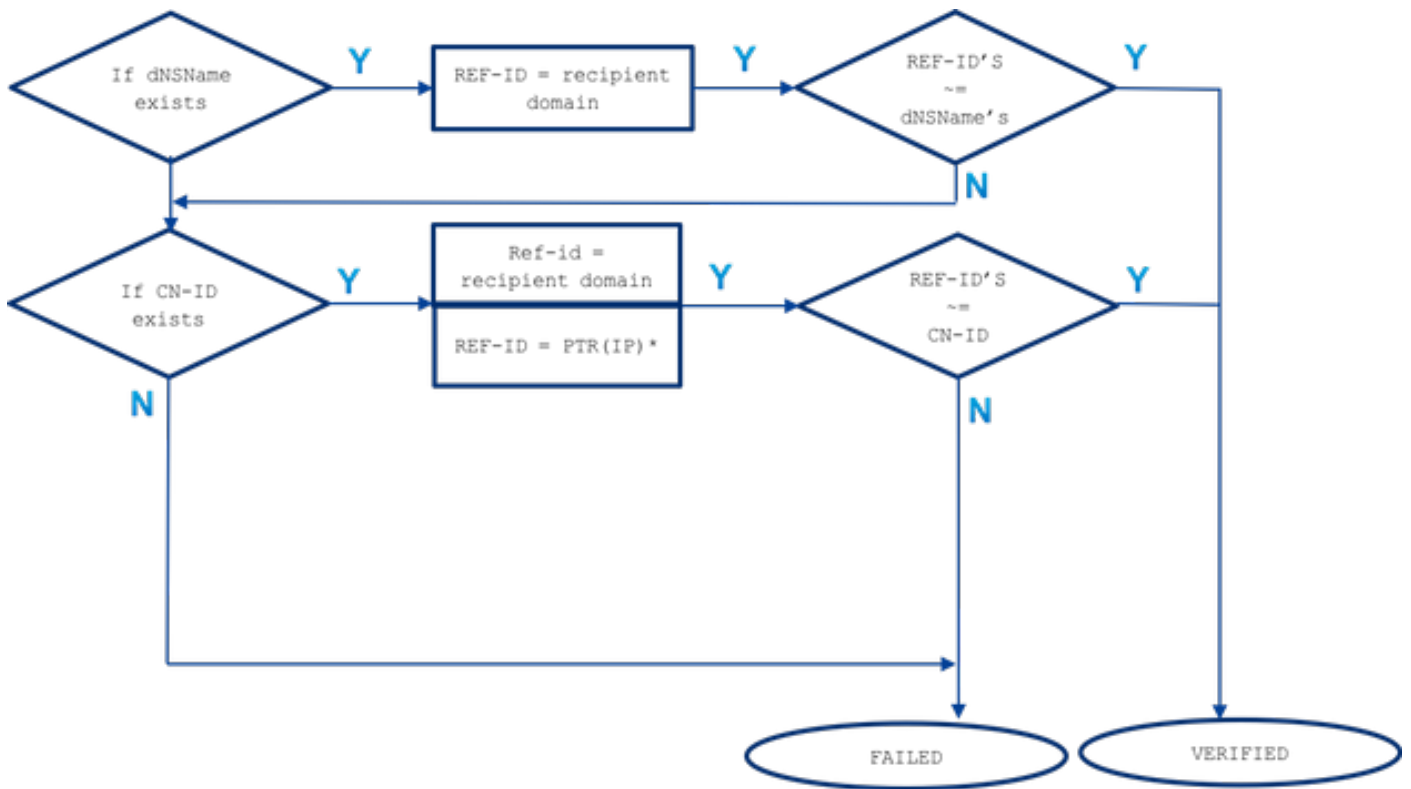 If dNSName
exists
Y
REF-ID = recipient
domain
Y
REF-ID'S
~=
dNSName's
Y
N
If CN-ID
exists
Y
Ref-id =
recipient domain
REF-ID = PTR(IP)*
Y
REF-ID'S
~=
CN-ID
Y
N
N
FAILED
VERIFIED